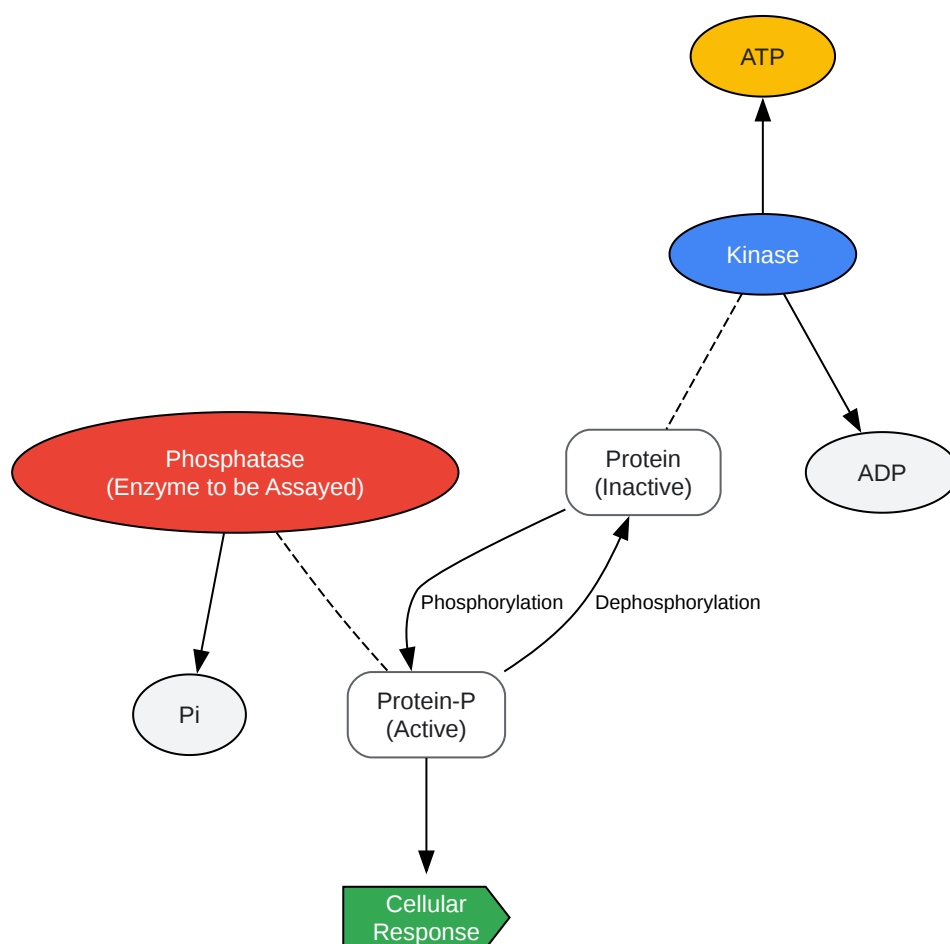 ATP
Kinase
Phosphatase
(Enzyme to be Assayed)
Protein
(Inactive)
ADP
Phosphorylation
Dephosphorylation
Pi
Protein-P
(Active)
Cellular
Response